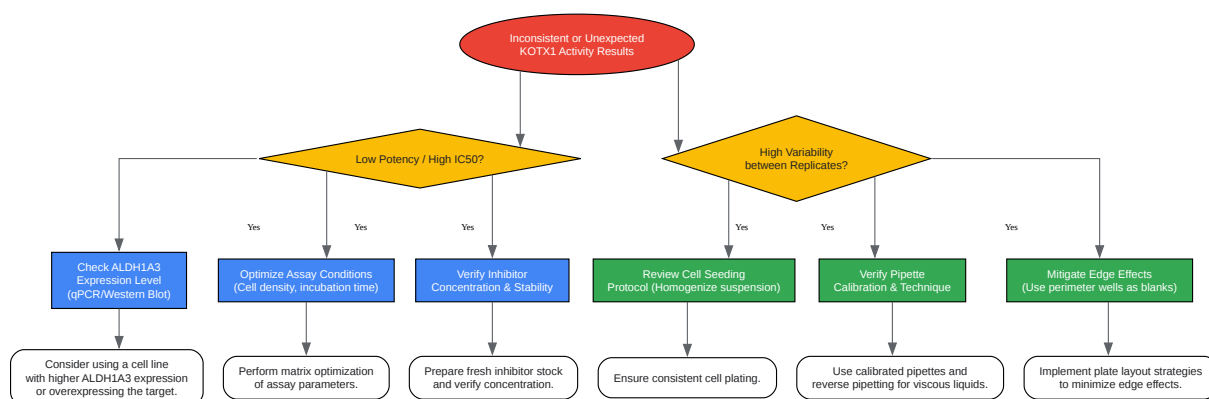 Inconsistent or Unexpected
KOTX1 Activity Results
Low Potency / High IC50?
High Variability
between Replicates?
Yes
Yes
Yes
Yes
Yes
Yes
Check ALDH1A3
Expression Level
(qPCR/Western Blot)
Optimize Assay Conditions
(Cell density, incubation time)
Verify Inhibitor
Concentration & Stability
Review Cell Seeding
Protocol (Homogenize suspension)
Verify Pipette
Calibration & Technique
Mitigate Edge Effects
(Use perimeter wells as blanks)
Consider using a cell line
with higher ALDH1A3 expression
or overexpressing the target.
Perform matrix optimization
of assay parameters.
Prepare fresh inhibitor stock
and verify concentration.
Ensure consistent cell plating.
Use calibrated pipettes and
reverse pipetting for viscous liquids.
Implement plate layout strategies
to minimize edge effects.